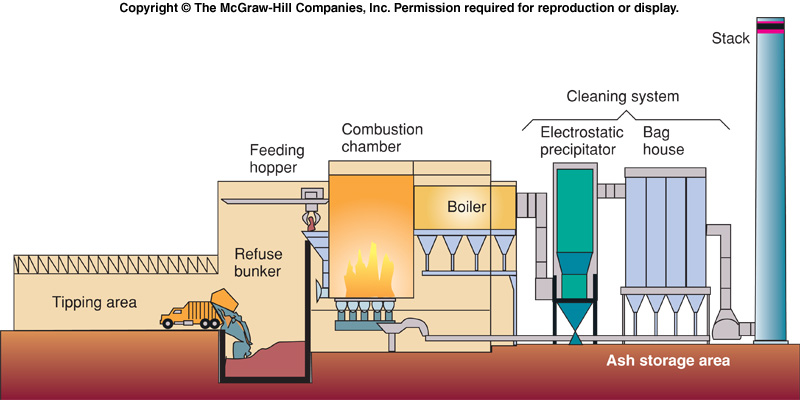 Copyright © The McGraw-Hill Companies, Inc. Permission required for reproduction or display.
Stack
Cleaning system
Electrostatic
precipitator
Bag
house
Combustion
chamber
Feeding
hopper
Boiler
Refuse
bunker
Tipping area
Ash storage area